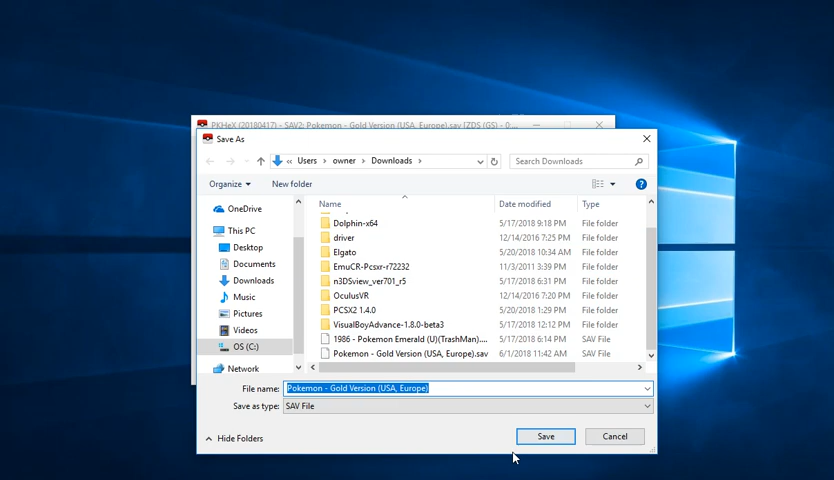 PKHeX (20180417) - SAV2: Pokemon - Gold Version (USA, Europe).sav [ZDS (GS) - 0 ...
Save As
« Users › owner › Downloads ›
Search Downloads
Organize
New folder
Name
Date modified
Type
OneDrive
This PC
Desktop
Documents
Downloads
Music
Pictures
Videos
OS (C:)
Network
Dolphin-x64 5/17/2018 9:18 PM File folder
driver 12/14/2016 7:25 PM File folder
Elgato 5/20/2018 10:34 AM File folder
EmuCR-Pcsxr-r72232 11/3/2011 3:39 PM File folder
n3DSview_ver701_r5 5/17/2018 6:31 PM File folder
OculusVR 12/14/2016 7:20 PM File folder
PCSX2 1.4.0 5/20/2018 1:29 PM File folder
VisualBoyAdvance-1.8.0-beta3 5/17/2018 12:12 PM File folder
1986 - Pokemon Emerald (U)(TrashMan).... 5/17/2018 6:14 PM SAV File
Pokemon - Gold Version (USA, Europe).sav 6/1/2018 11:42 AM SAV File
File name: Pokemon - Gold Version (USA, Europe)
Save as type: SAV File
Hide Folders
Save
Cancel